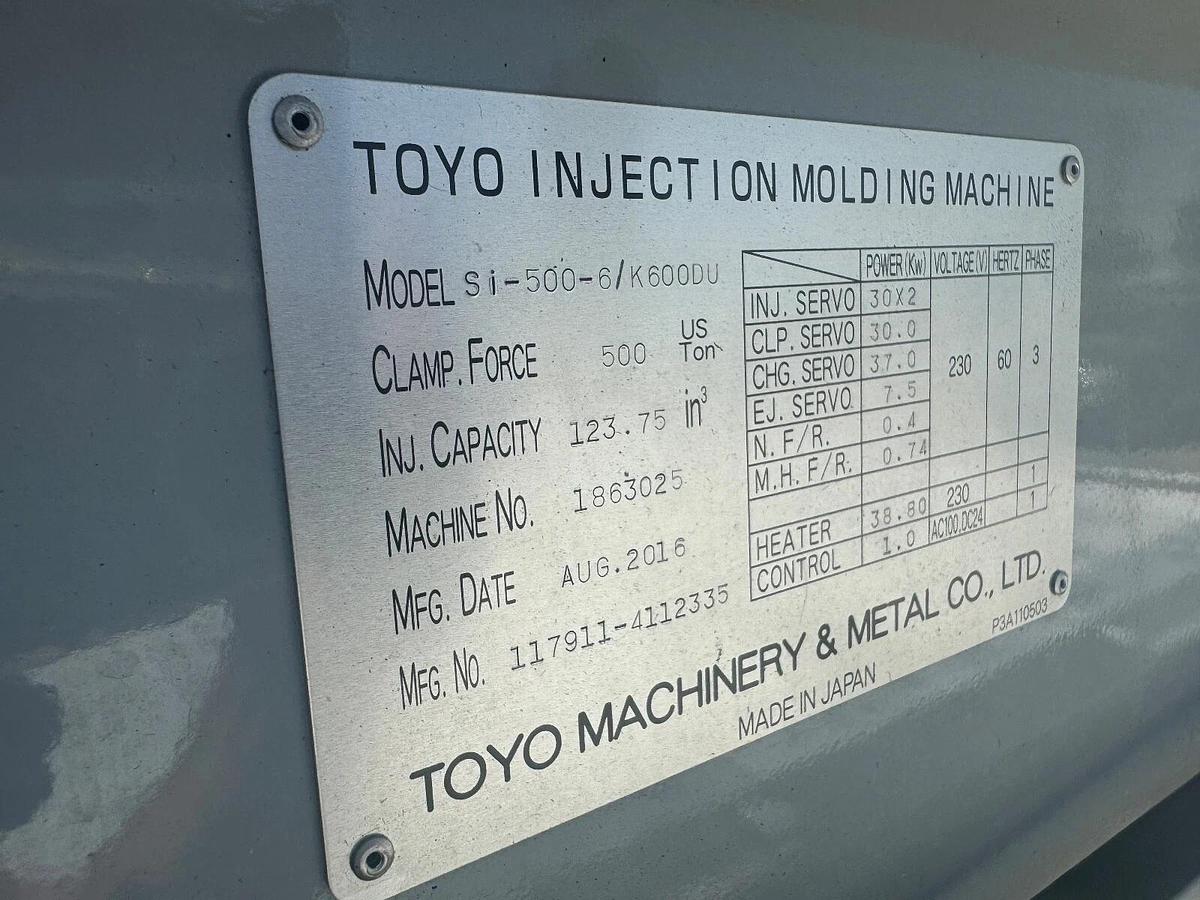 TOYO INJECTION MOLDING MACHINE
MODEL Si-500-6/K600DU
CLAMP. FORCE 500 US Ton
INJ. CAPACITY 123.75 in³
MACHINE No. 1863025
MFG. DATE AUG.2016
MFG. No. 117911-4112335
POWER(Kw) VOLTAGE(V) HERTZ PHASE
INJ. SERVO 30X2
CLP. SERVO 30.0
CHG. SERVO 37.0 230 60 3
EJ. SERVO 7.5
N. F/R. 0.4
M.H. F/R. 0.74
HEATER 38.80 230 1
CONTROL 1.0 AC100,DC24 1
TOYO MACHINERY & METAL CO., LTD.
MADE IN JAPAN
P3A110503